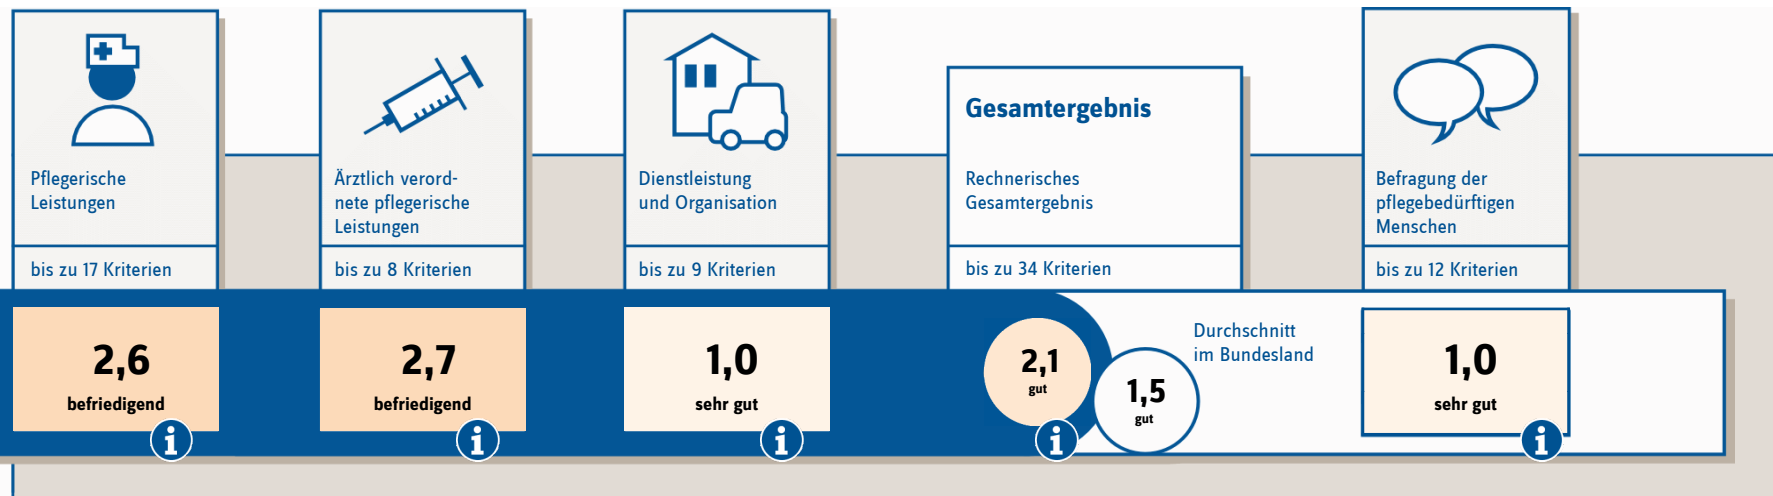 Pflegerische
Leistungen
bis zu 17 Kriterien
2,6
befriedigend
i
Ärztlich verord-
nete pflegerische
Leistungen
bis zu 8 Kriterien
2,7
befriedigend
i
Dienstleistung
und Organisation
bis zu 9 Kriterien
1,0
sehr gut
i
Gesamtergebnis
Rechnerisches
Gesamtergebnis
bis zu 34 Kriterien
2,1
gut
i
1,5
gut
Durchschnitt
im Bundesland
Befragung der
pflegebedürftigen
Menschen
bis zu 12 Kriterien
1,0
sehr gut
i